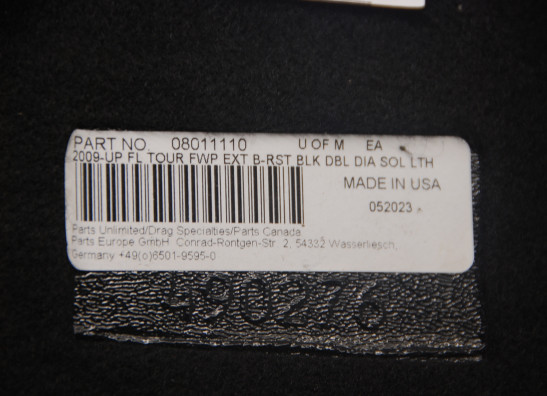 PART NO. 08011110 U OF M EA
2009-UP FL TOUR FWP EXT B-RST BLK DBL DIA SOL LTH
MADE IN USA
052023
Parts Unlimited/Drag Specialties/Parts Canada
Parts Europe GmbH Conrad-Rontgen-Str. 2, 54332 Wasserliesch,
Germany +49(0)6501-9595-0
490276